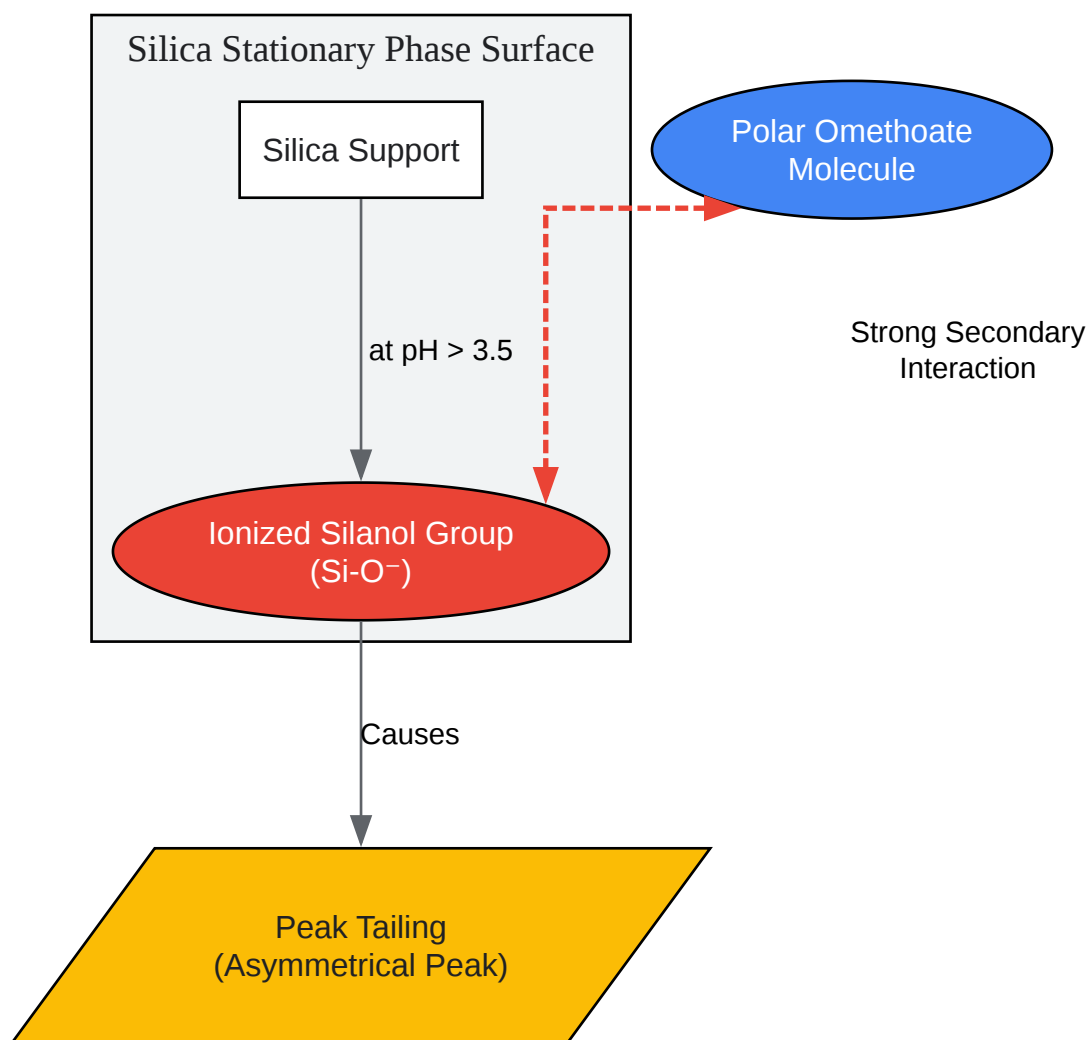 Silica Stationary Phase Surface
Silica Support
Polar Omethoate
Molecule
at pH > 3.5
Strong Secondary
Interaction
Ionized Silanol Group
(Si-O⁻)
Causes
Peak Tailing
(Asymmetrical Peak)